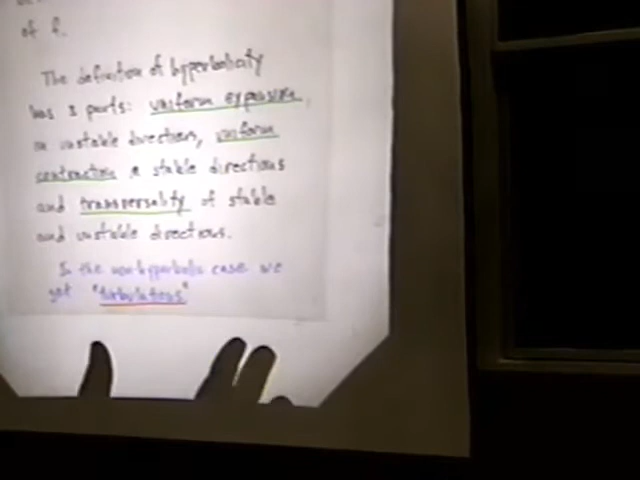 of f.
The definition of hyperbolicity
has 3 parts: uniform expansion
in unstable directions, uniform
contraction in stable directions
and transversality of stable
and unstable directions.
In the non-hyperbolic case we
get "turbulations"